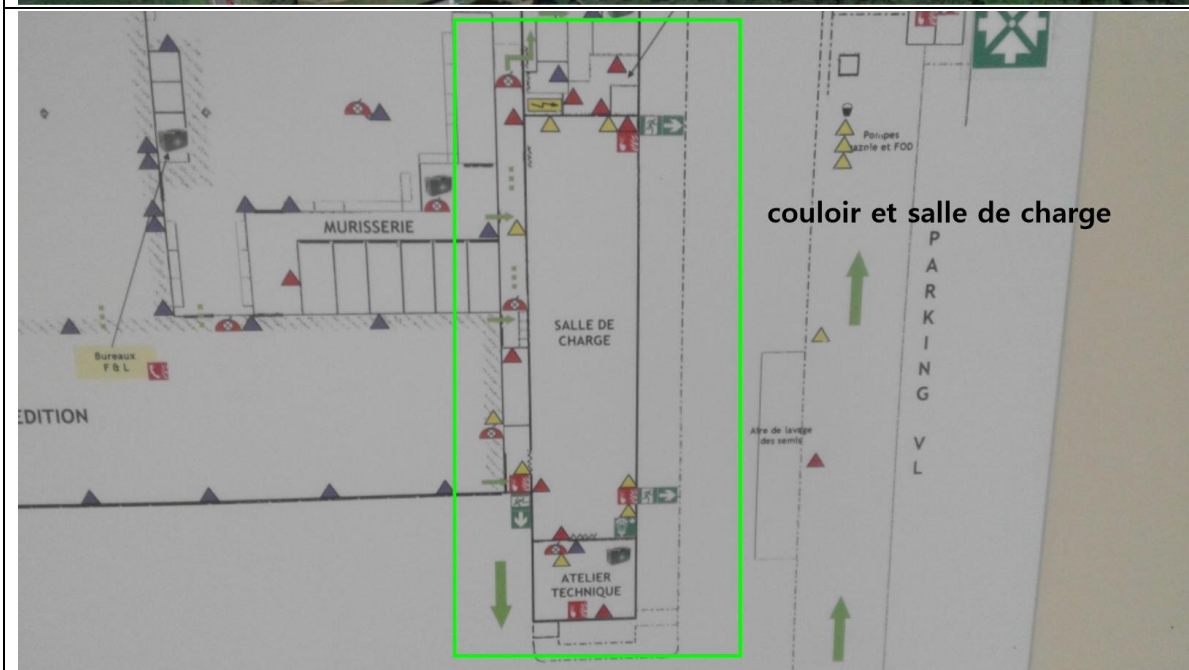 Pompes
gazole et FOD
couloir et salle de charge
MURISSERIE
P
A
R
K
I
N
G
V
L
SALLE DE
CHARGE
Bureaux
F & L
EDITION
Aire de lavage
des semis
ATELIER
TECHNIQUE